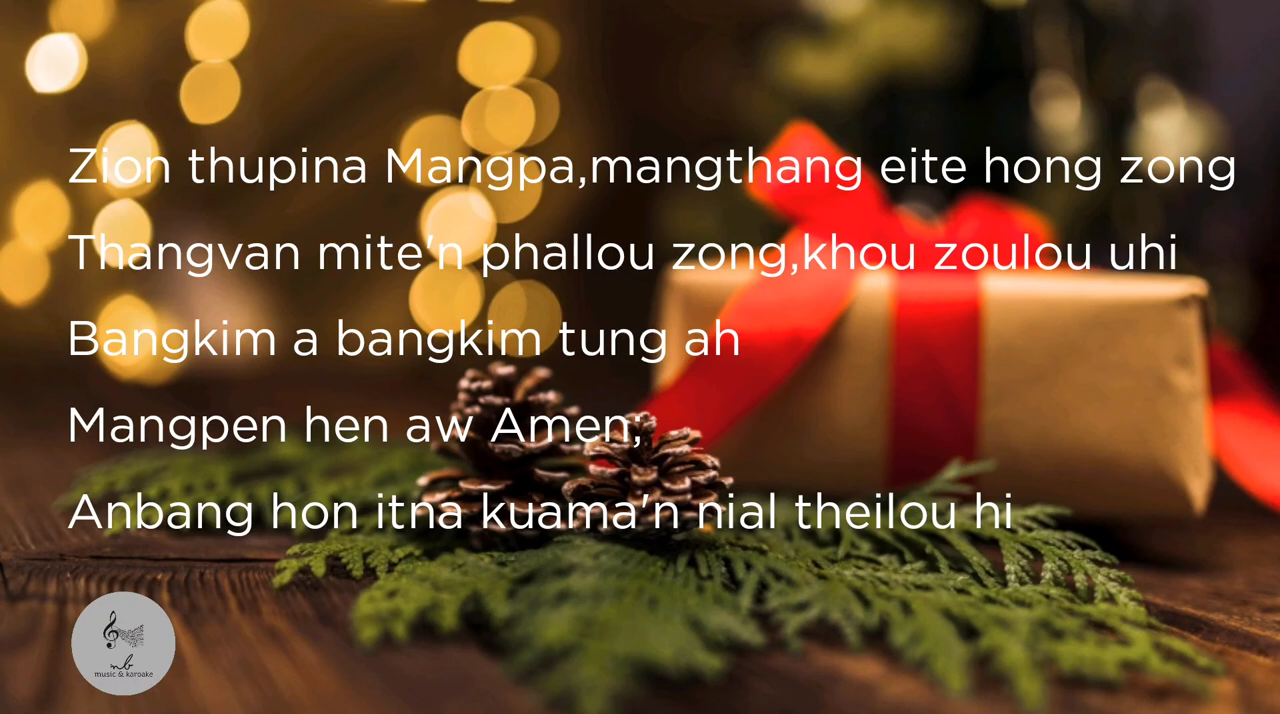 Zion thupina Mangpa,mangthang eite hong zong
Thangvan mite'n phallou zong,khou zoulou uhi
Bangkim a bangkim tung ah
Mangpen hen aw Amen;
Anbang hon itna kuama'n nial theilou hi
nb
music & karoake